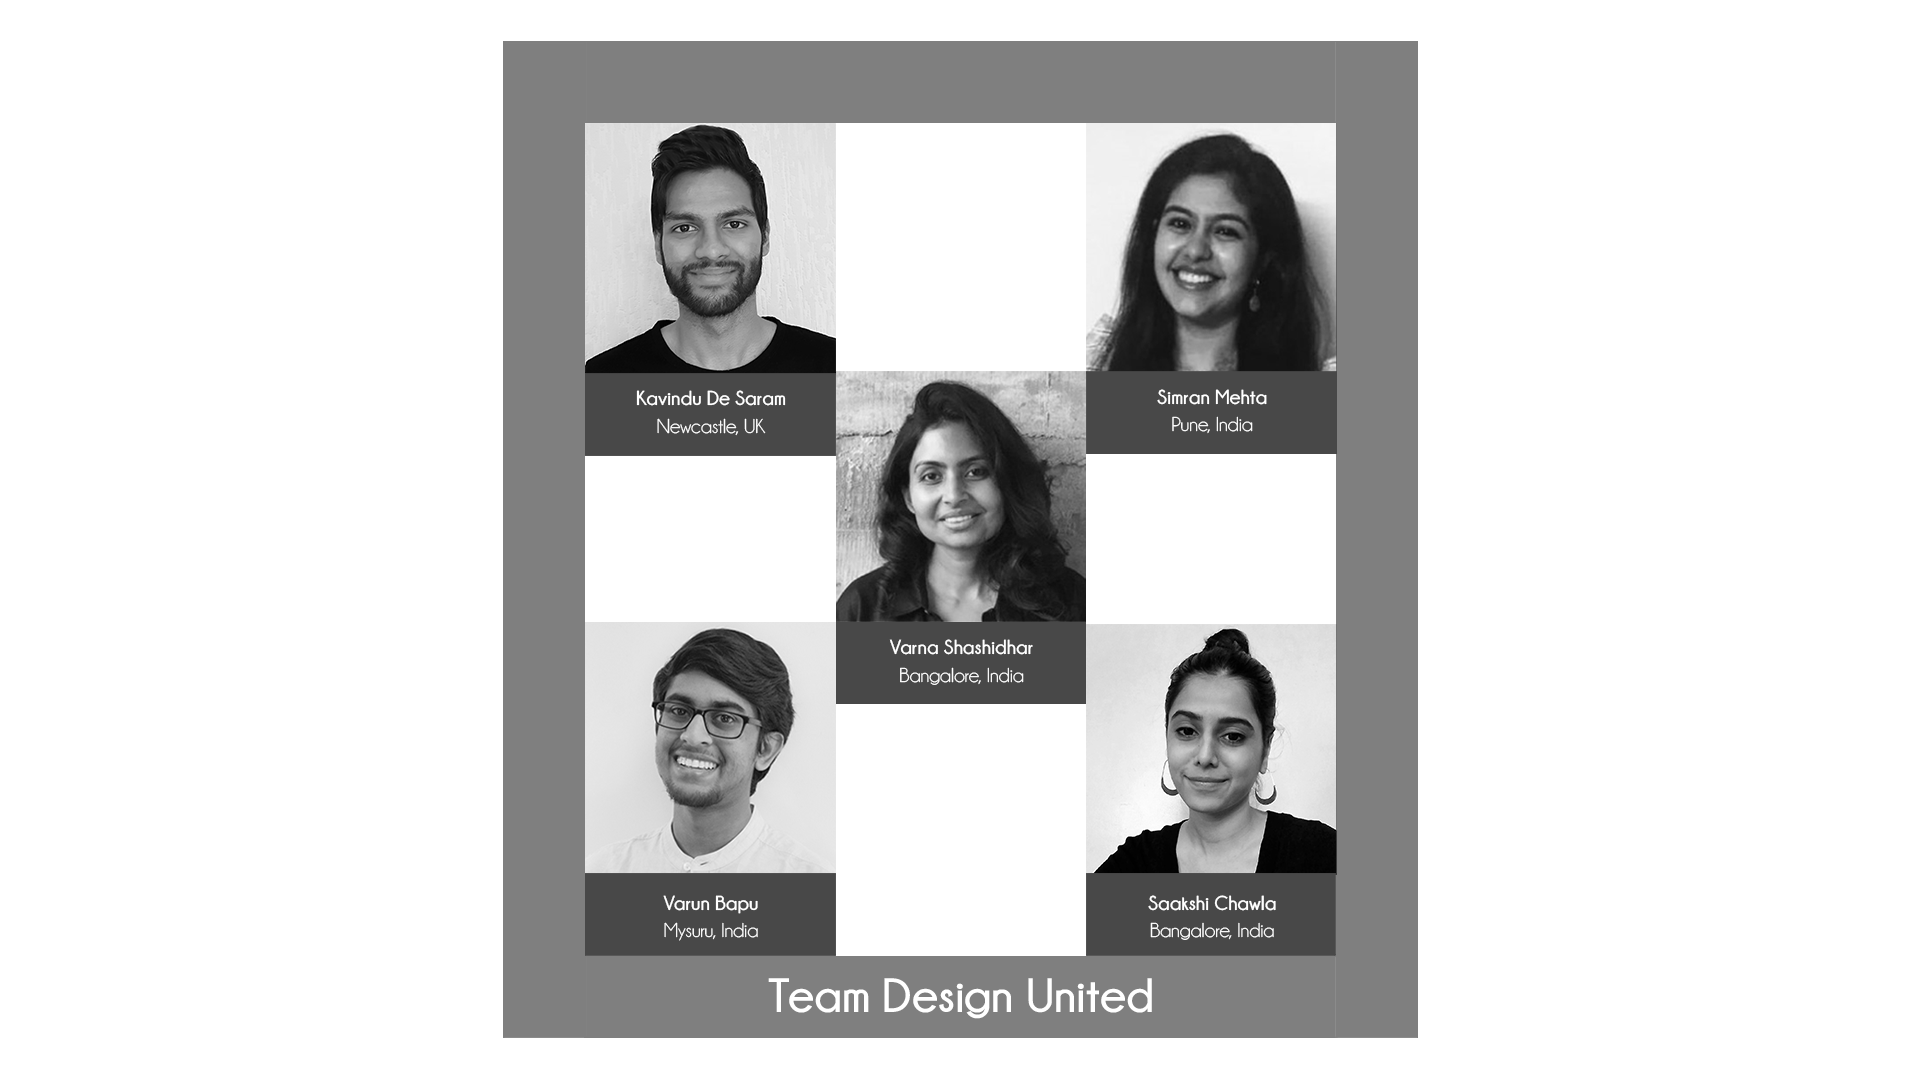 Kavindu De Saram
Newcastle, UK
Simran Mehta
Pune, India
Varna Shashidhar
Bangalore, India
Varun Bapu
Mysuru, India
Saakshi Chawla
Bangalore, India
Team Design United